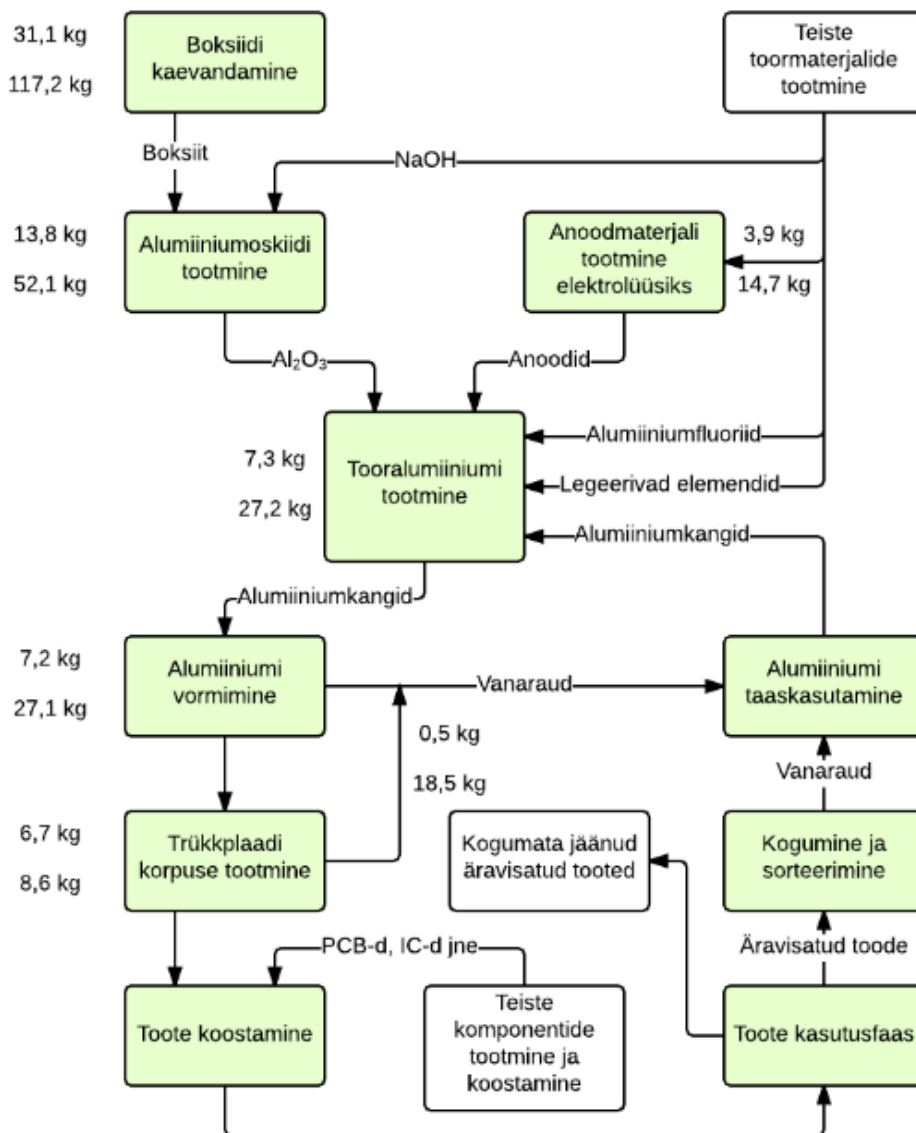 31,1 kg
117,2 kg
Boksiidi
kaevandamine
Teiste
toormaterjalide
tootmine
Boksiit
NaOH
13,8 kg
52,1 kg
Alumiiniumoskiidi
tootmine
Anoodmaterjali
tootmine
elektrolüüsiks
3,9 kg
14,7 kg
Al₂O₃
Anoodid
7,3 kg
27,2 kg
Tooralumiiniumi
tootmine
Alumiiniumfluoriid
Legeerivad elemendid
Alumiiniumkangid
Alumiiniumkangid
7,2 kg
27,1 kg
Alumiiniumi
vormimine
Vanaraud
Alumiiniumi
taaskasutamine
0,5 kg
18,5 kg
Vanaraud
6,7 kg
8,6 kg
Trükkplaadi
korpuse tootmine
Kogumata jäänud
äravisatud tooted
Kogumine ja
sorteerimine
PCB-d, IC-d jne
Äravisatud toode
Toote koostamine
Teiste
komponentide
tootmine ja
koostamine
Toote kasutusfaas